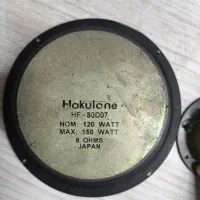 Hokutone
HF-80D07
NOM: 120 WATT
MAX. 150 WATT
8 OHMS
JAPAN